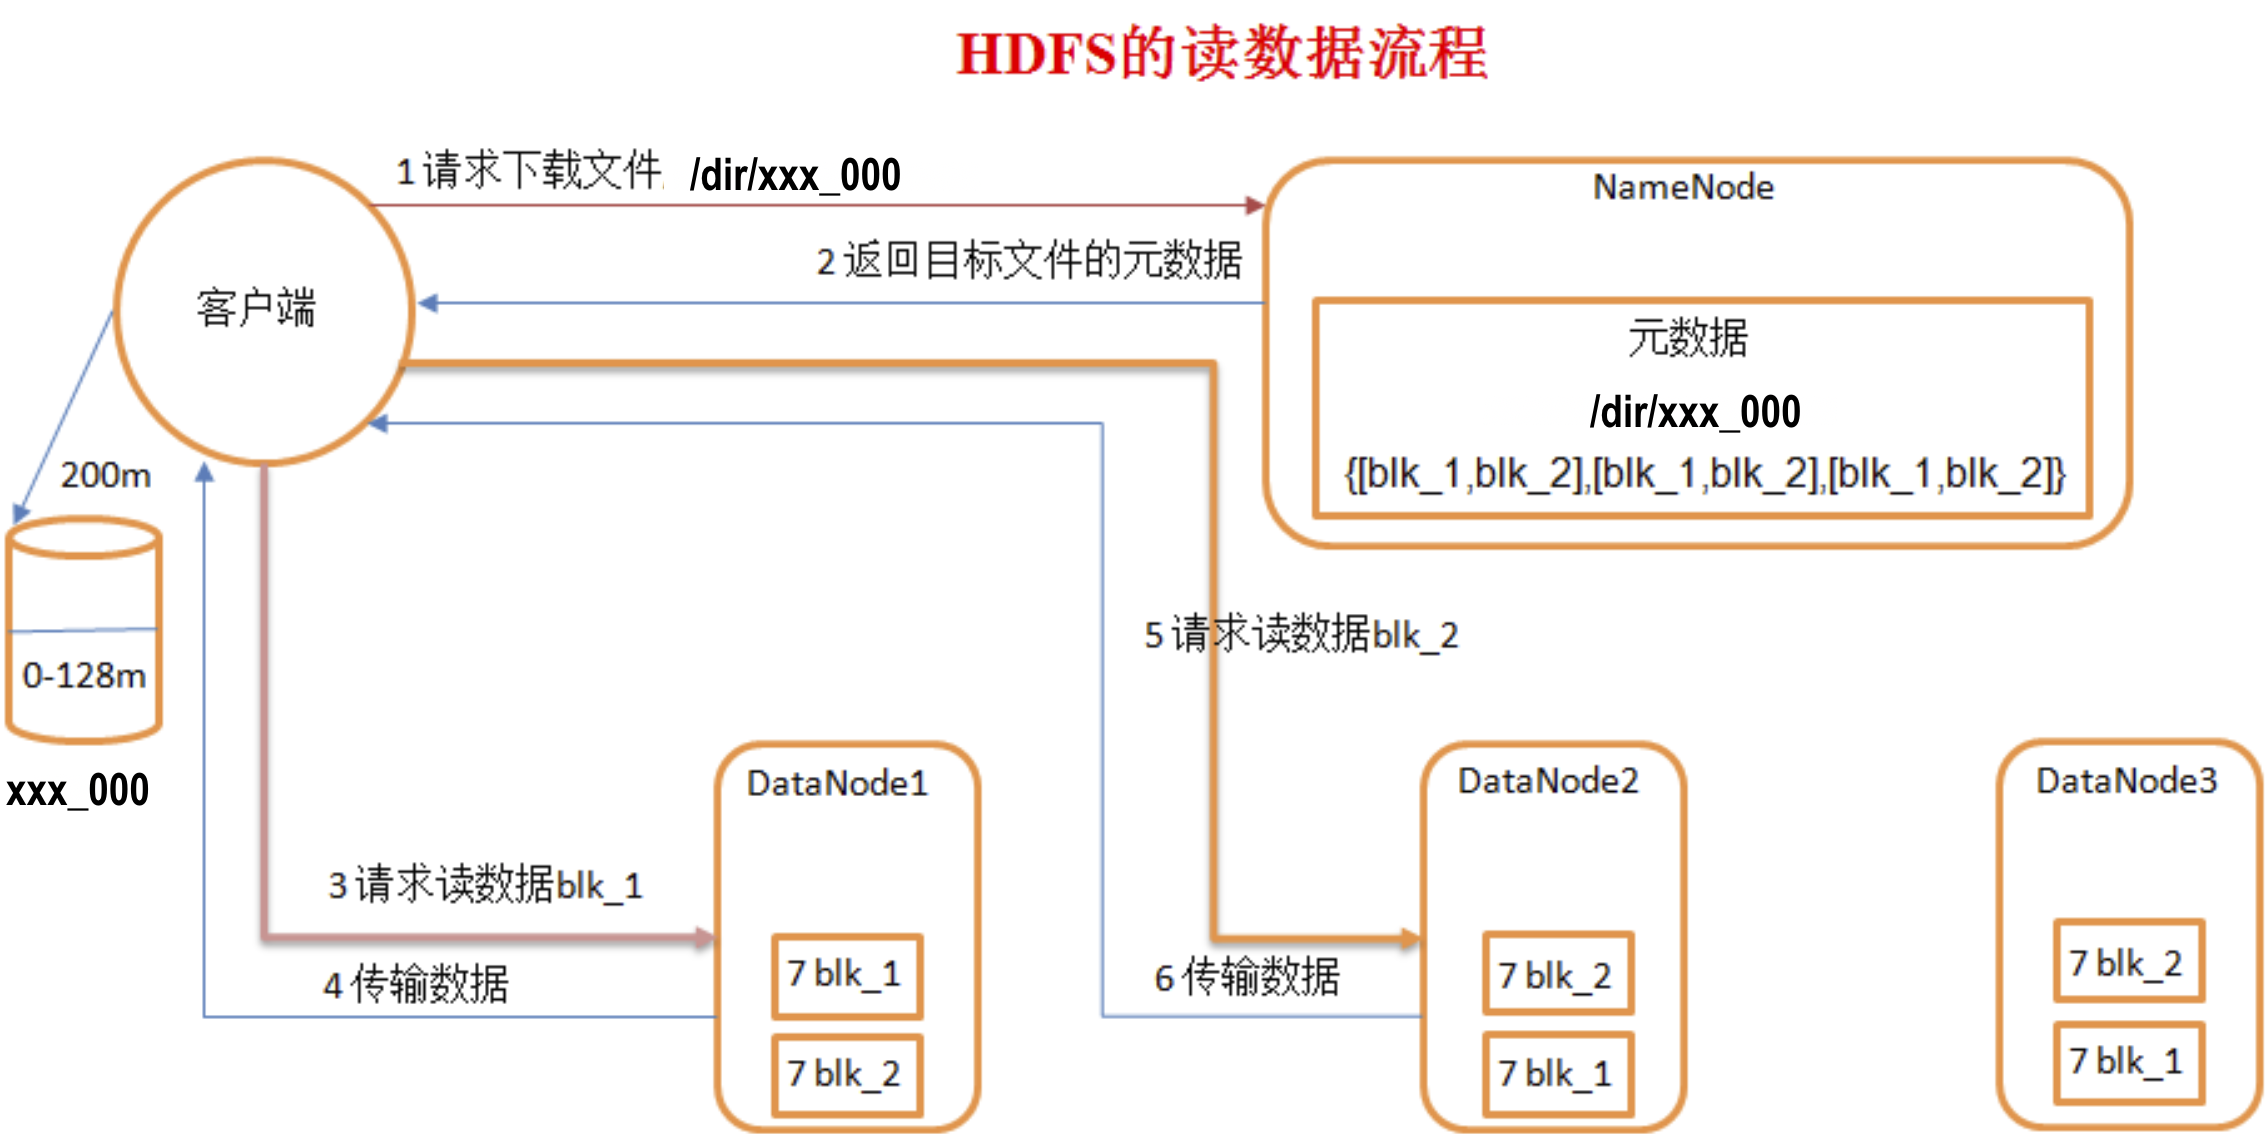 HDFS的读数据流程
1 请求下载文件 /dir/xxx_000
NameNode
2 返回目标文件的元数据
客户端
元数据
/dir/xxx_000
{[blk_1,blk_2],[blk_1,blk_2],[blk_1,blk_2]}
200m
0-128m
xxx_000
5 请求读数据blk_2
DataNode1
DataNode2
DataNode3
3 请求读数据blk_1
4 传输数据
7 blk_1
7 blk_2
6 传输数据
7 blk_2
7 blk_1
7 blk_2
7 blk_1